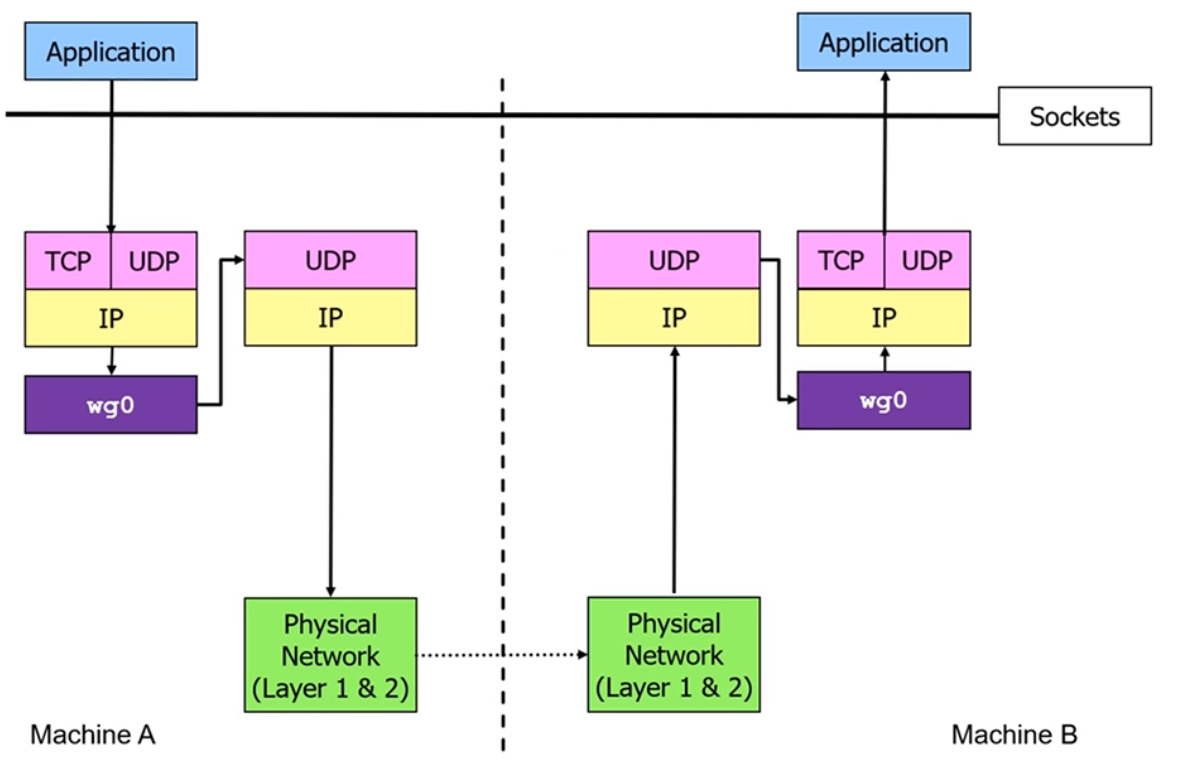 Application
Application
Sockets
TCP UDP
UDP
UDP
TCP UDP
IP
IP
IP
IP
wg0
wg0
Physical
Network
(Layer 1 & 2)
Physical
Network
(Layer 1 & 2)
Machine A
Machine B